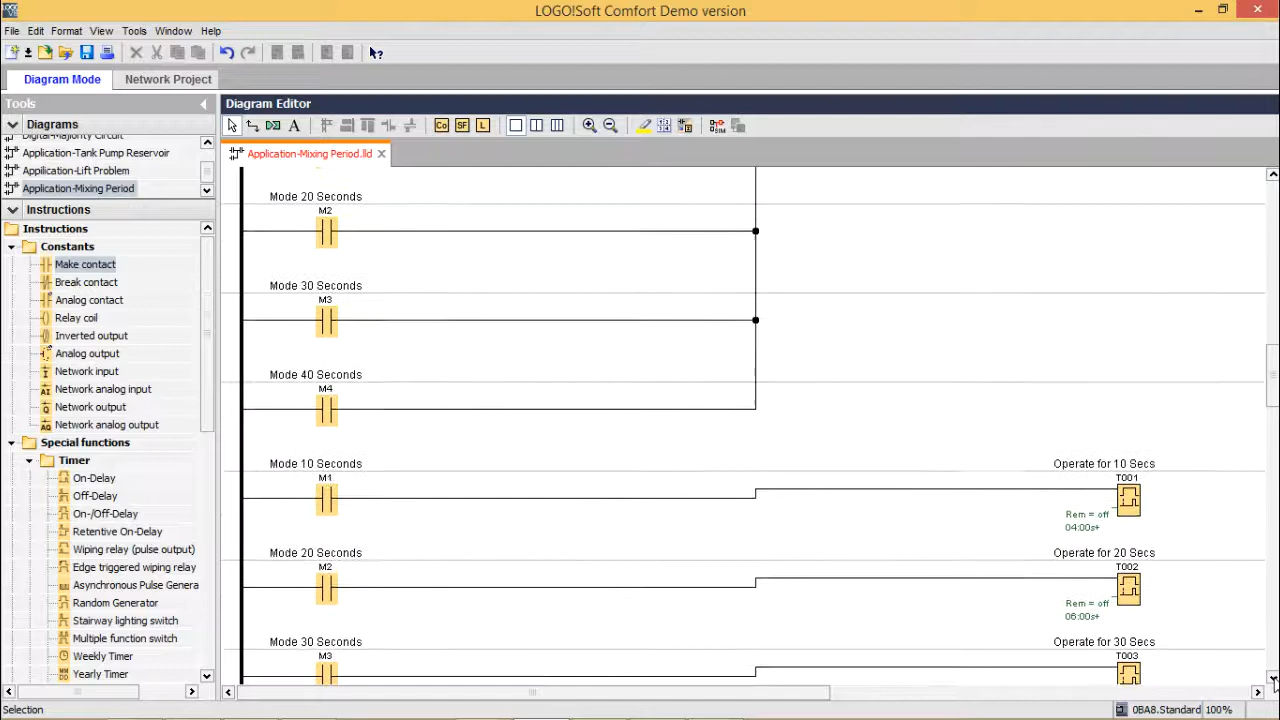 LOGO!Soft Comfort Demo version
File Edit Format View Tools Window Help
Diagram Mode Network Project
Tools
Diagrams
Digital-Majority Circuit
Application-Tank Pump Reservoir
Application-Lift Problem
Application-Mixing Period
Instructions
Instructions
Constants
Make contact
Break contact
Analog contact
Relay coil
Inverted output
Analog output
Network input
Network analog input
Network output
Network analog output
Special functions
Timer
On-Delay
Off-Delay
On-/Off-Delay
Retentive On-Delay
Wiping relay (pulse output)
Edge triggered wiping relay
Asynchronous Pulse Genera
Random Generator
Stairway lighting switch
Multiple function switch
Weekly Timer
Yearly Timer
Diagram Editor
Co SF L
Application-Mixing Period.lld
Mode 20 Seconds
M2
Mode 30 Seconds
M3
Mode 40 Seconds
M4
Mode 10 Seconds
M1
Operate for 10 Secs
T001
Rem = off
04:00s+
Mode 20 Seconds
M2
Operate for 20 Secs
T002
Rem = off
06:00s+
Mode 30 Seconds
M3
Operate for 30 Secs
T003
Selection
0BA8.Standard 100%